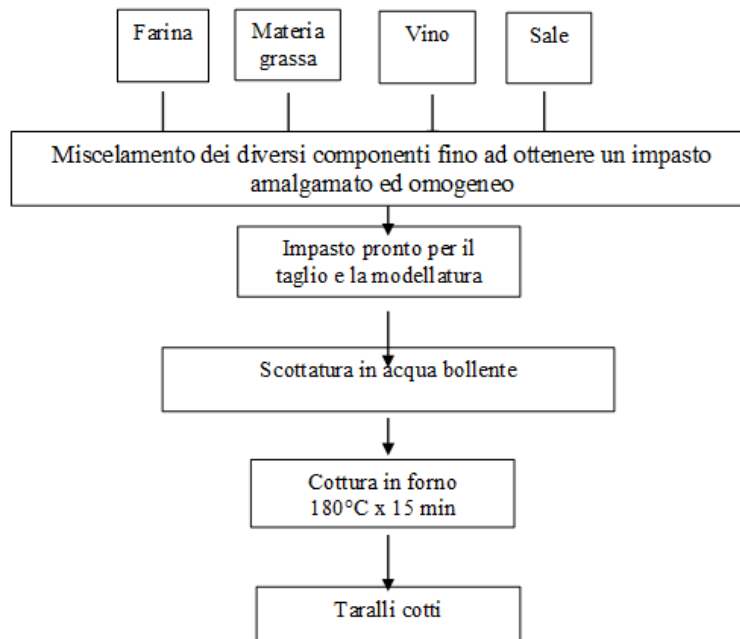 Farina
Materia
grassa
Vino
Sale
Miscelamento dei diversi componenti fino ad ottenere un impasto
amalgamato ed omogeneo
Impasto pronto per il
taglio e la modellatura
Scottatura in acqua bollente
Cottura in forno
180°C x 15 min
Taralli cotti